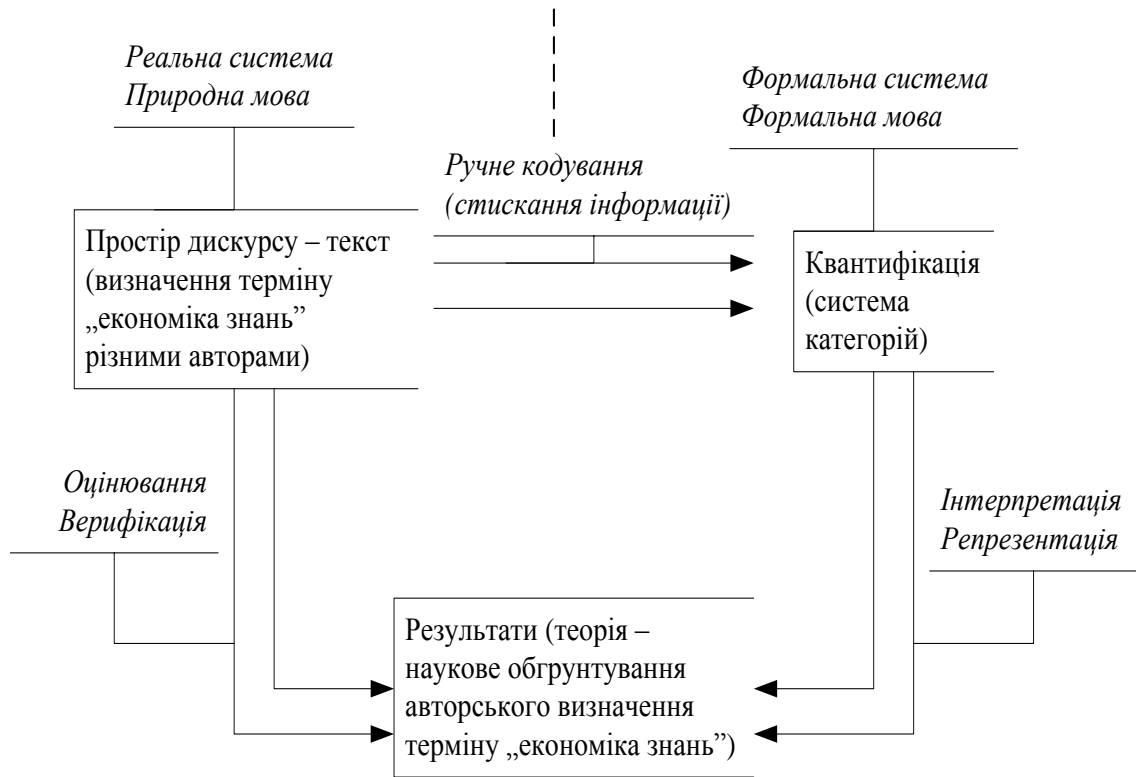 Реальна система
Природна мова
Формальна система
Формальна мова
Ручне кодування
(стискання інформації)
Простір дискурсу – текст
(визначення терміну
„економіка знань”
різними авторами)
Квантифікація
(система
категорій)
Оцінювання
Верифікація
Інтерпретація
Репрезентація
Результати (теорія –
наукове обгрунтування
авторського визначення
терміну „економіка знань”)